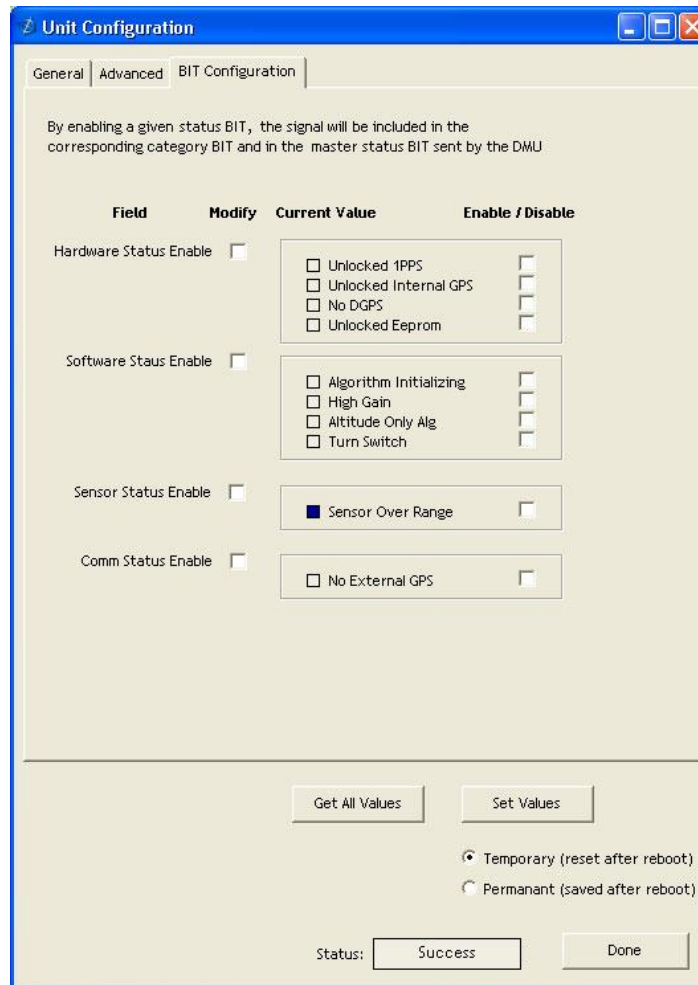 Unit Configuration
General Advanced BIT Configuration
By enabling a given status BIT, the signal will be included in the
corresponding category BIT and in the master status BIT sent by the DMU
Field Modify Current Value Enable / Disable
Hardware Status Enable
Unlocked 1PPS
Unlocked Internal GPS
No DGPS
Unlocked Eeprom
Software Staus Enable
Algorithm Initializing
High Gain
Altitude Only Alg
Turn Switch
Sensor Status Enable
Sensor Over Range
Comm Status Enable
No External GPS
Get All Values Set Values
Temporary (reset after reboot)
Permanant (saved after reboot)
Status: Success Done